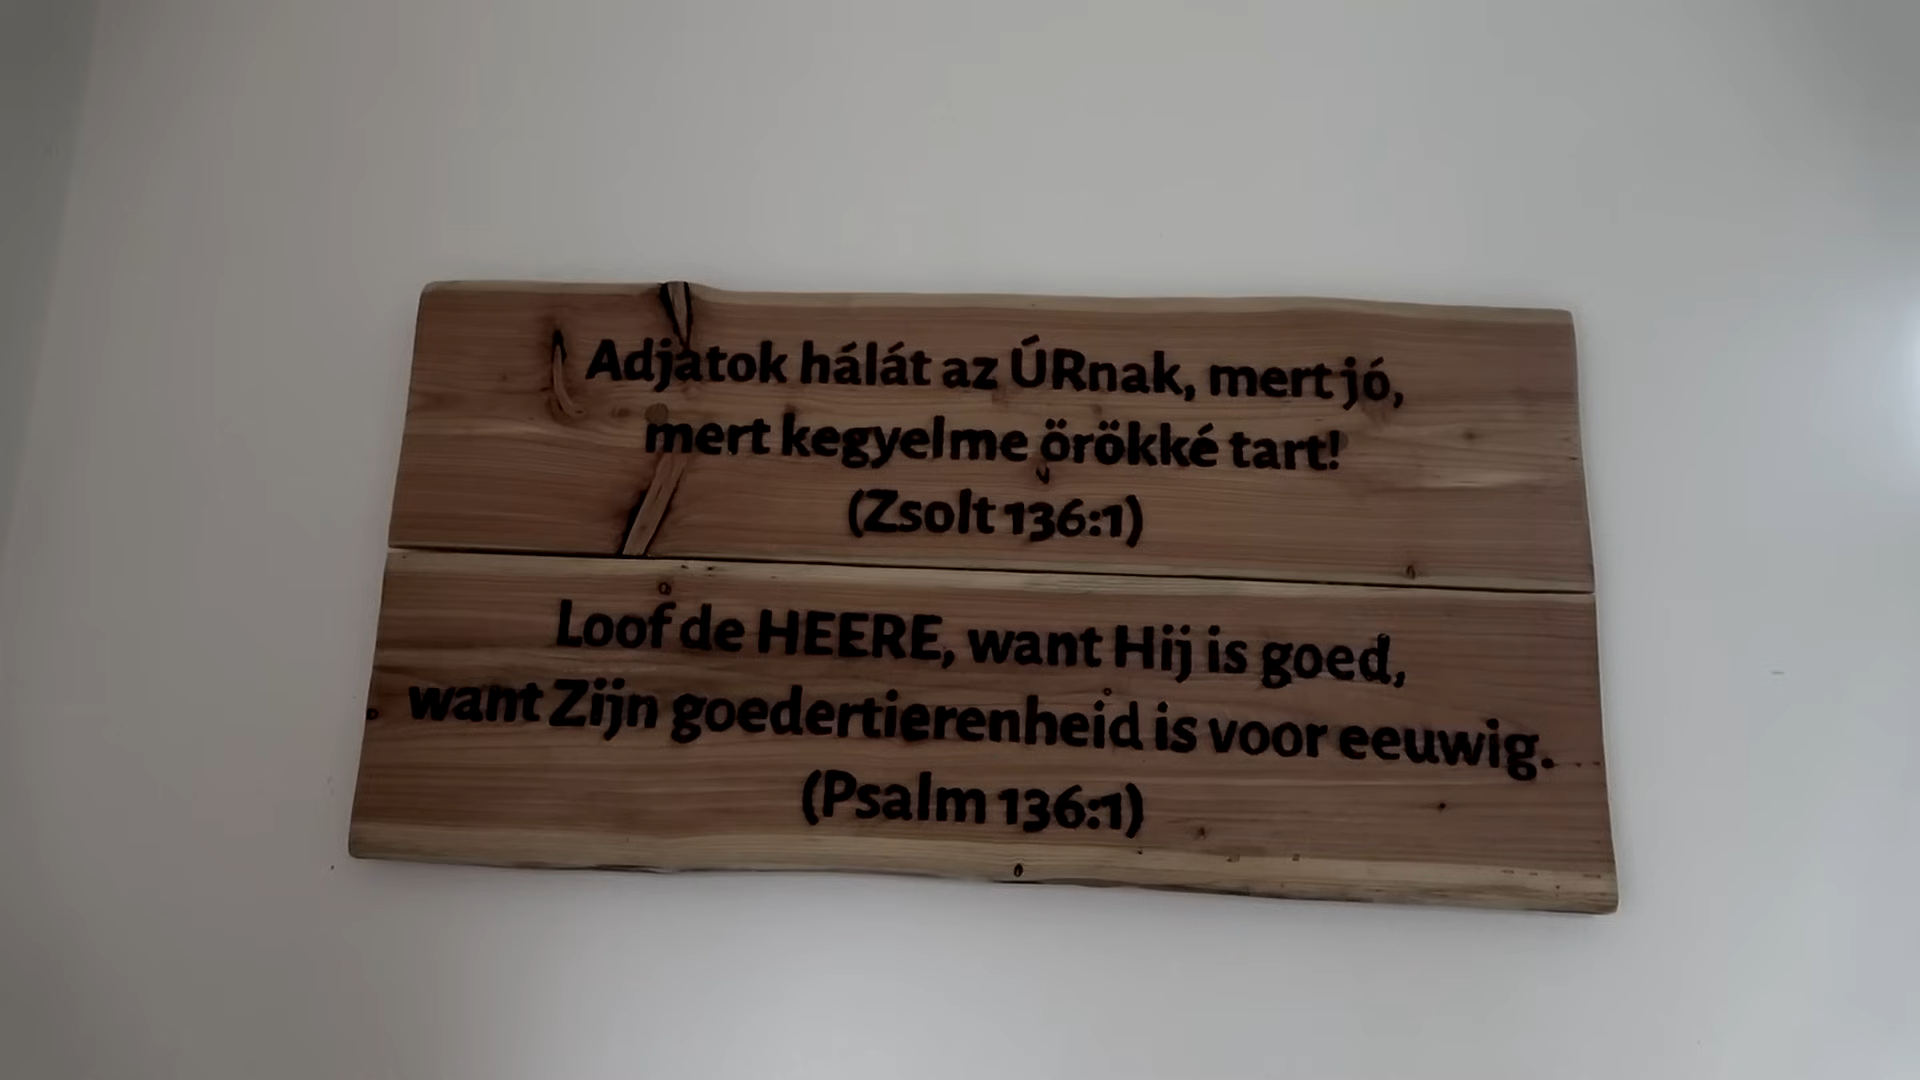 Adjatok hálát az ÚRnak, mert jó,
mert kegyelme örökké tart!
(Zsolt 136:1)
Loof de HEERE, want Hij is goed,
want Zijn goedertierenheid is voor eeuwig.
(Psalm 136:1)